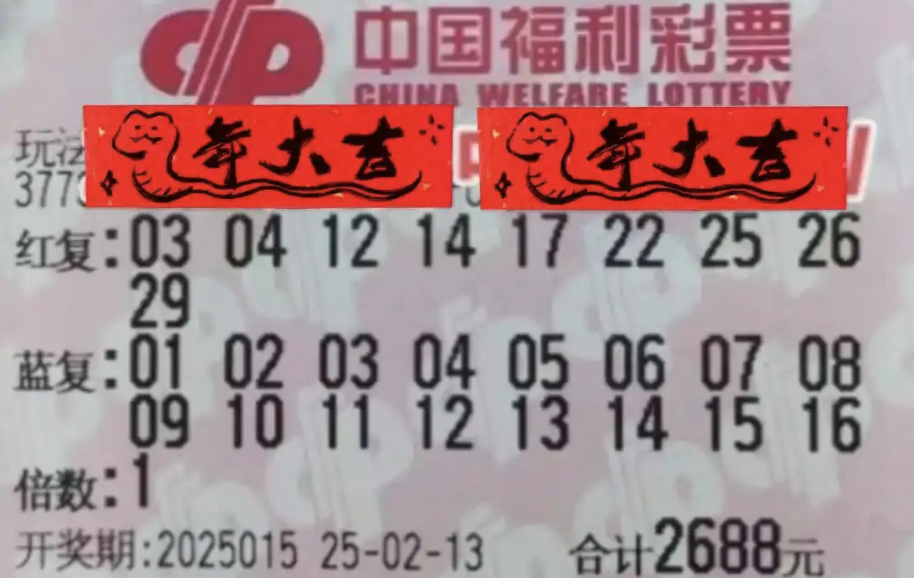 中国福利彩票
CHINA WELFARE LOTTERY
年大吉 年大吉
玩法
377
红复:03 04 12 14 17 22 25 26
29
蓝复:01 02 03 04 05 06 07 08
09 10 11 12 13 14 15 16
倍数:1
开奖期:2025015 25-02-13 合计2688元